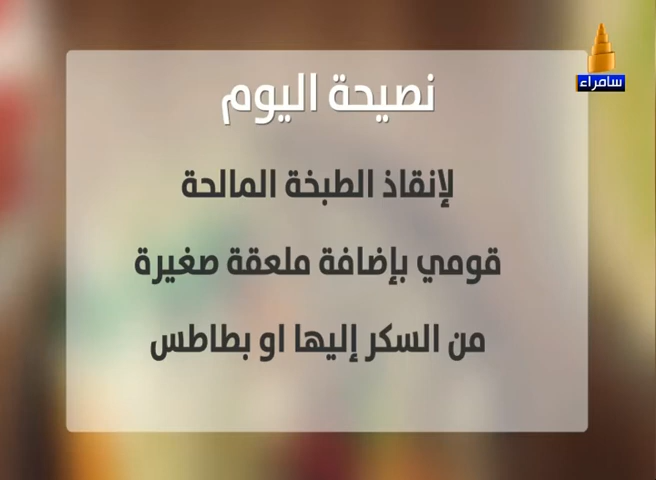 سامراء
نصيحة اليوم
لإنقاذ الطبخة المالحة
قومي بإضافة ملعقة صغيرة
من السكر إليها او بطاطس